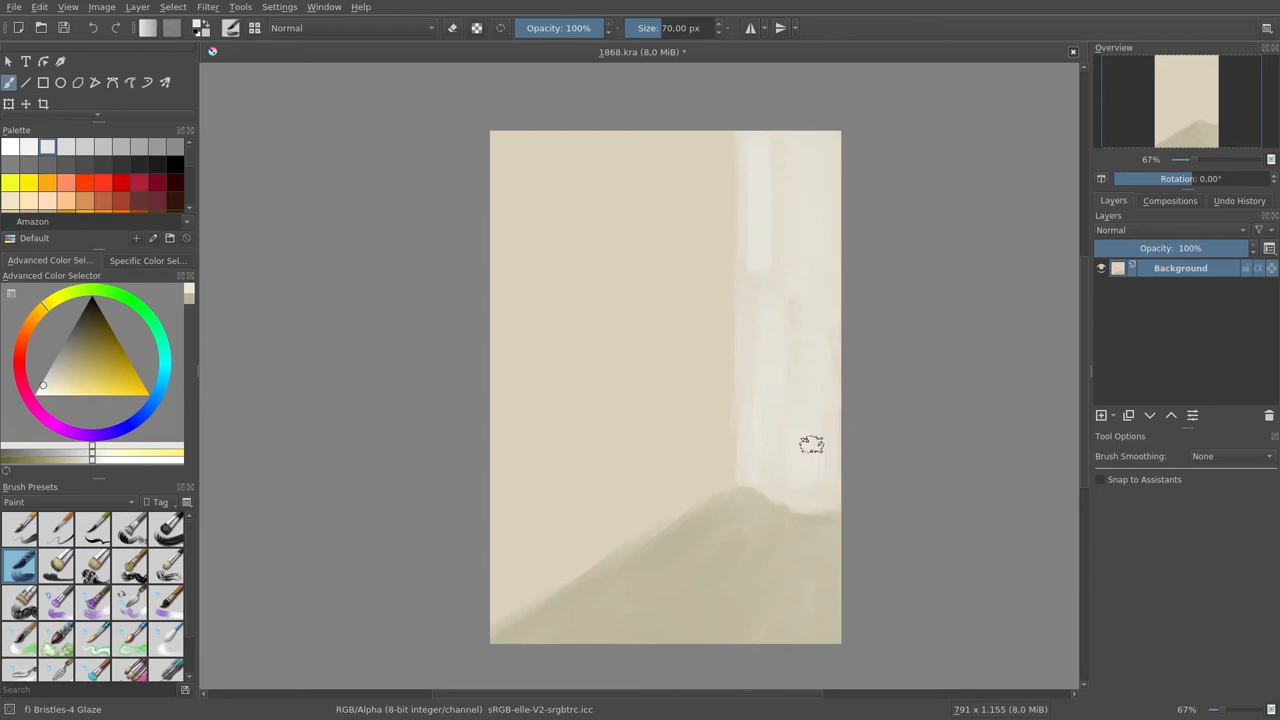 File Edit View Image Layer Select Filter Tools Settings Window Help
Normal
Opacity: 100%
Size: 70,00 px
1868.kra (8,0 MiB) *
Overview
67%
Rotation: 0,00°
Layers Compositions Undo History
Layers
Normal
Opacity: 100%
Background
Tool Options
Brush Smoothing: None
Snap to Assistants
Palette
Amazon
Default
Advanced Color Sel... Specific Color Sel...
Advanced Color Selector
Brush Presets
Paint
Tag
Search
f) Bristles-4 Glaze
RGB/Alpha (8-bit integer/channel) sRGB-elle-V2-srgbtrc.icc
791 x 1.155 (8,0 MiB)
67%